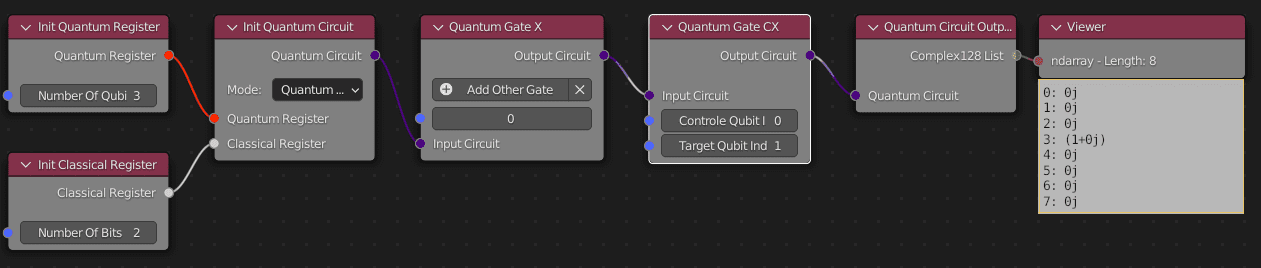 Init Quantum Register
Quantum Register
Number Of Qubi 3
Init Classical Register
Classical Register
Number Of Bits 2
Init Quantum Circuit
Quantum Circuit
Mode: Quantum ...
Quantum Register
Classical Register
Quantum Gate X
Output Circuit
Add Other Gate
0
Input Circuit
Quantum Gate CX
Output Circuit
Input Circuit
Controle Qubit I 0
Target Qubit Ind 1
Quantum Circuit Outp...
Complex128 List
Quantum Circuit
Viewer
ndarray - Length: 8
0: 0j
1: 0j
2: 0j
3: (1+0j)
4: 0j
5: 0j
6: 0j
7: 0j